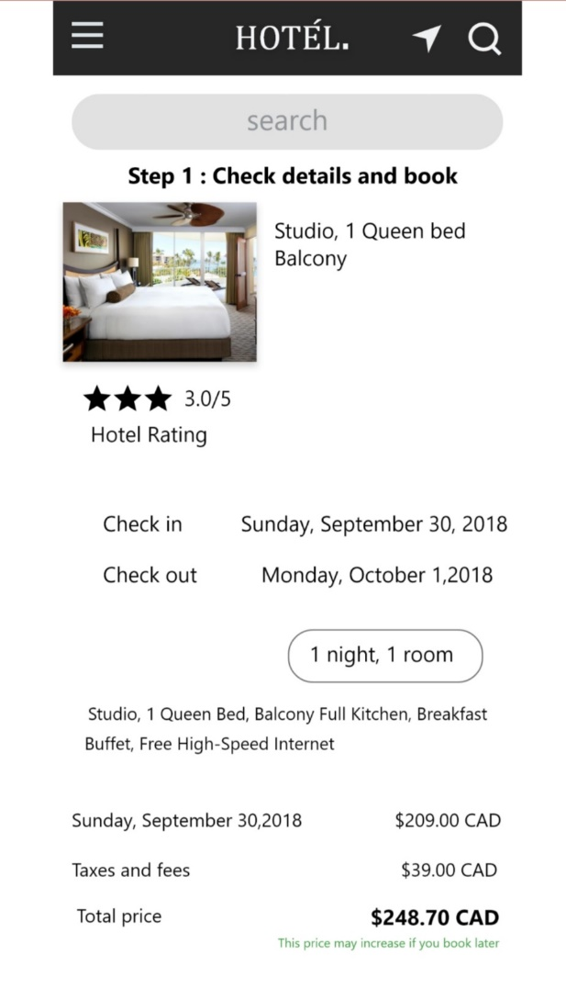 HOTÉL.
search
Step 1 : Check details and book
Studio, 1 Queen bed
Balcony
3.0/5
Hotel Rating
Check in Sunday, September 30, 2018
Check out Monday, October 1,2018
1 night, 1 room
Studio, 1 Queen Bed, Balcony Full Kitchen, Breakfast
Buffet, Free High-Speed Internet
Sunday, September 30,2018 $209.00 CAD
Taxes and fees $39.00 CAD
Total price $248.70 CAD
This price may increase if you book later